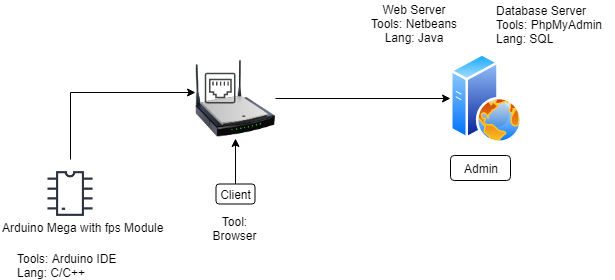 Web Server
Tools: Netbeans
Lang: Java
Database Server
Tools: PhpMyAdmin
Lang: SQL
Admin
Client
Tool:
Browser
Arduino Mega with fps Module
Tools: Arduino IDE
Lang: C/C++